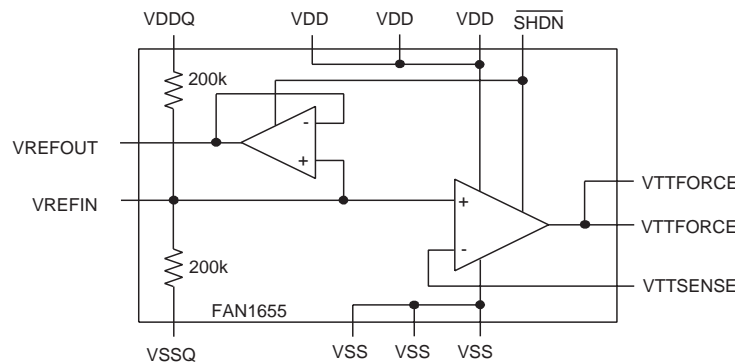 VDDQ VDD VDD VDD SHDN
200k
-
VREFOUT
+
VREFIN
VTTFORCE
+
VTTFORCE
-
200k
VTTSENSE
FAN1655
VSSQ VSS VSS VSS